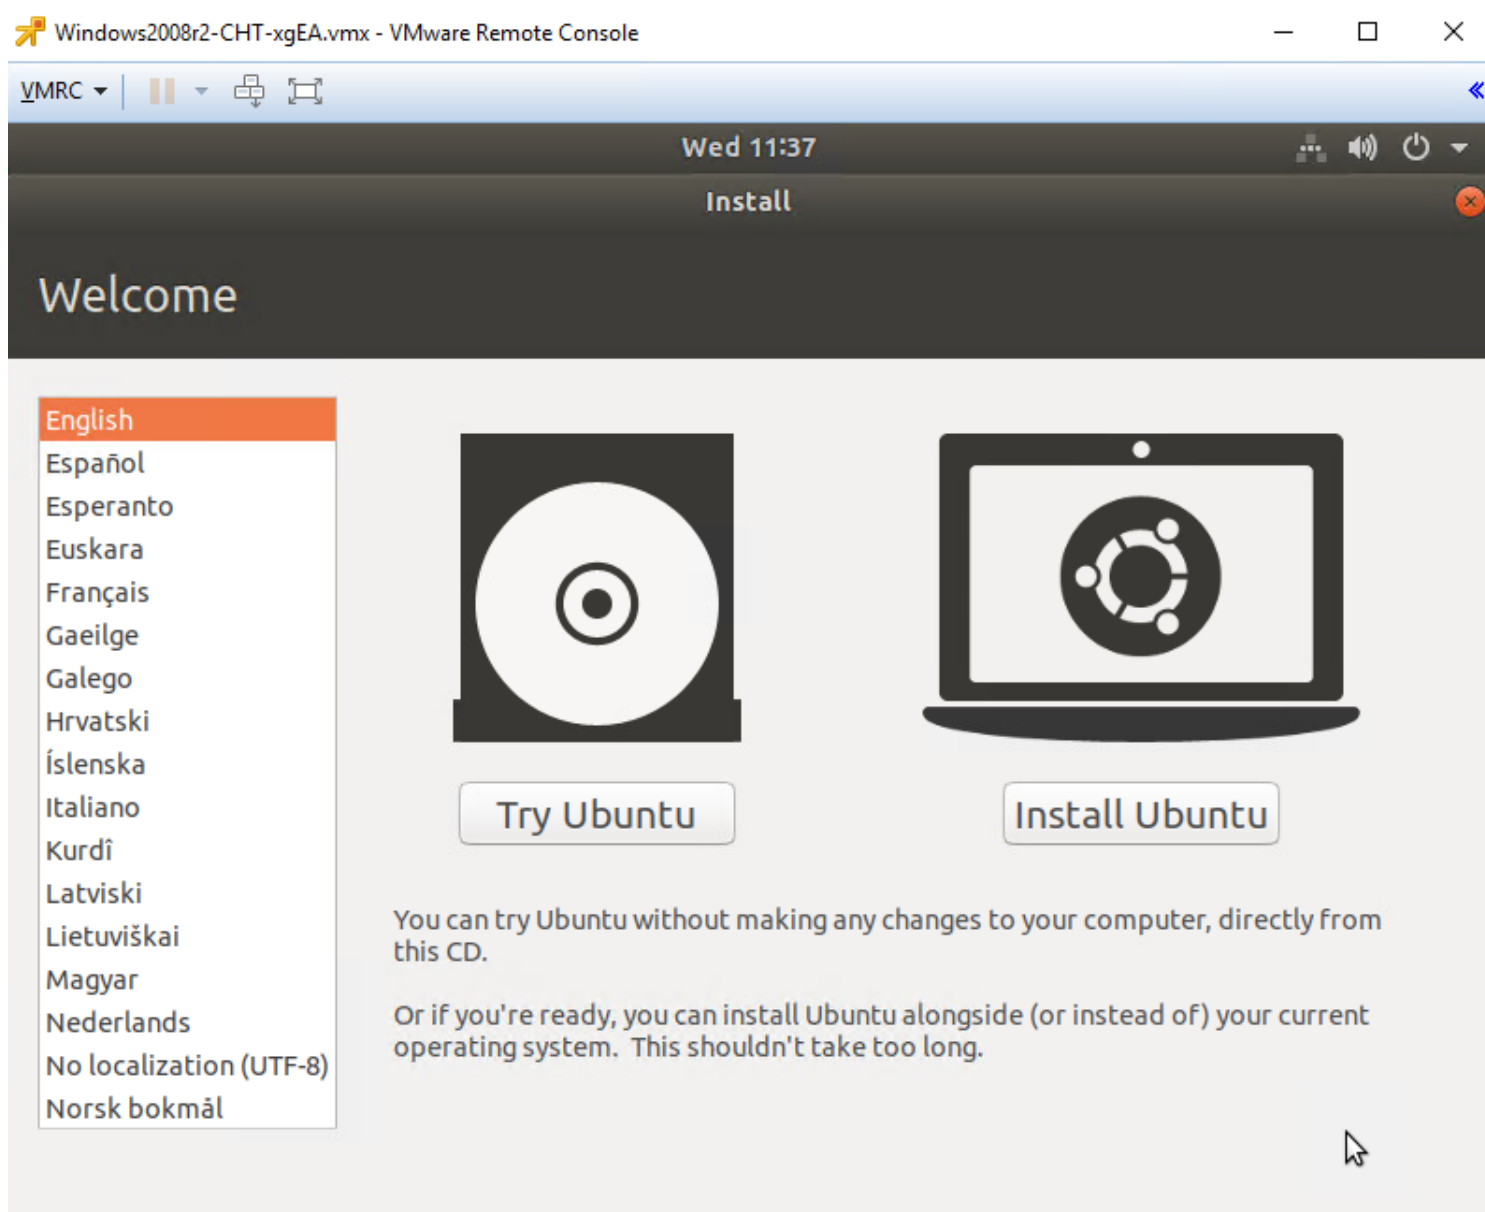 Windows2008r2-CHT-xgEA.vmx - VMware Remote Console
VMRC
Wed 11:37
Install
Welcome
English
Español
Esperanto
Euskara
Français
Gaeilge
Galego
Hrvatski
Íslenska
Italiano
Kurdî
Latviski
Lietuviškai
Magyar
Nederlands
No localization (UTF-8)
Norsk bokmål
Try Ubuntu
Install Ubuntu
You can try Ubuntu without making any changes to your computer, directly from
this CD.
Or if you're ready, you can install Ubuntu alongside (or instead of) your current
operating system.  This shouldn't take too long.